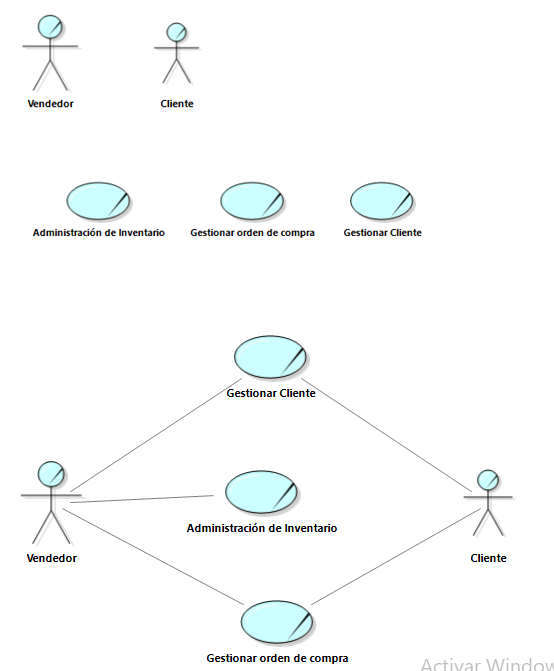 Vendedor
Cliente
Administración de Inventario
Gestionar orden de compra
Gestionar Cliente
Gestionar Cliente
Administración de Inventario
Vendedor
Cliente
Gestionar orden de compra
Activar Window